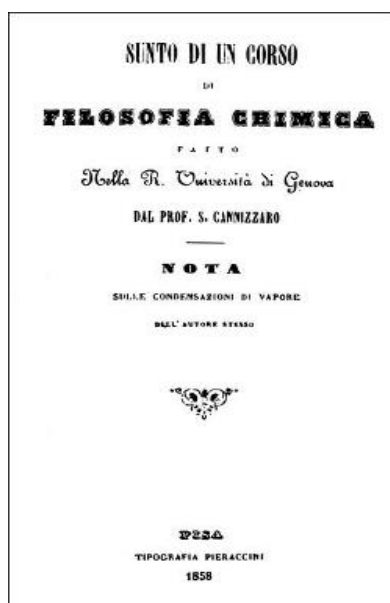 SUNTO DI UN CORSO
DI
FILOSOFIA CHIMICA
FATTO
Nella R. Università di Genova
DAL PROF. S. CANNIZZARO
NOTA
SULLE CONDENSAZIONI DI VAPORE
DELL'AUTORE STESSO
PISA
TIPOGRAFIA PIERACCINI
1858